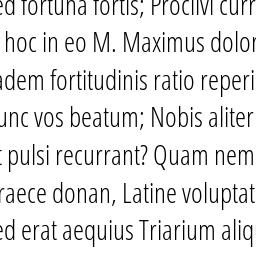 ed fortuna fortis; Proclivi curr
hoc in eo M. Maximus dolor
adem fortitudinis ratio reperi
unc vos beatum; Nobis aliter
t pulsi recurrant? Quam nem
raece donan, Latine voluptat
ed erat aequius Triarium aliq